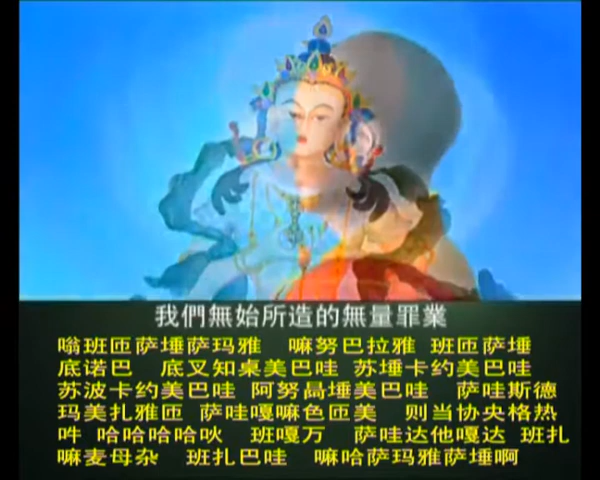 我們無始所造的無量罪業
嗡班匝萨埵萨玛雅 嘛努巴拉雅 班匝萨埵
底诺巴 底叉知桌美巴哇 苏埵卡约美巴哇
苏波卡约美巴哇 阿努晶埵美巴哇 萨哇斯德
玛美扎雅匝 萨哇嘎嘛色匝美 则当协央格热
吽 哈哈哈哈吙 班嘎万 萨哇达他嘎达 班扎
嘛麦母杂 班扎巴哇 嘛哈萨玛雅萨埵啊